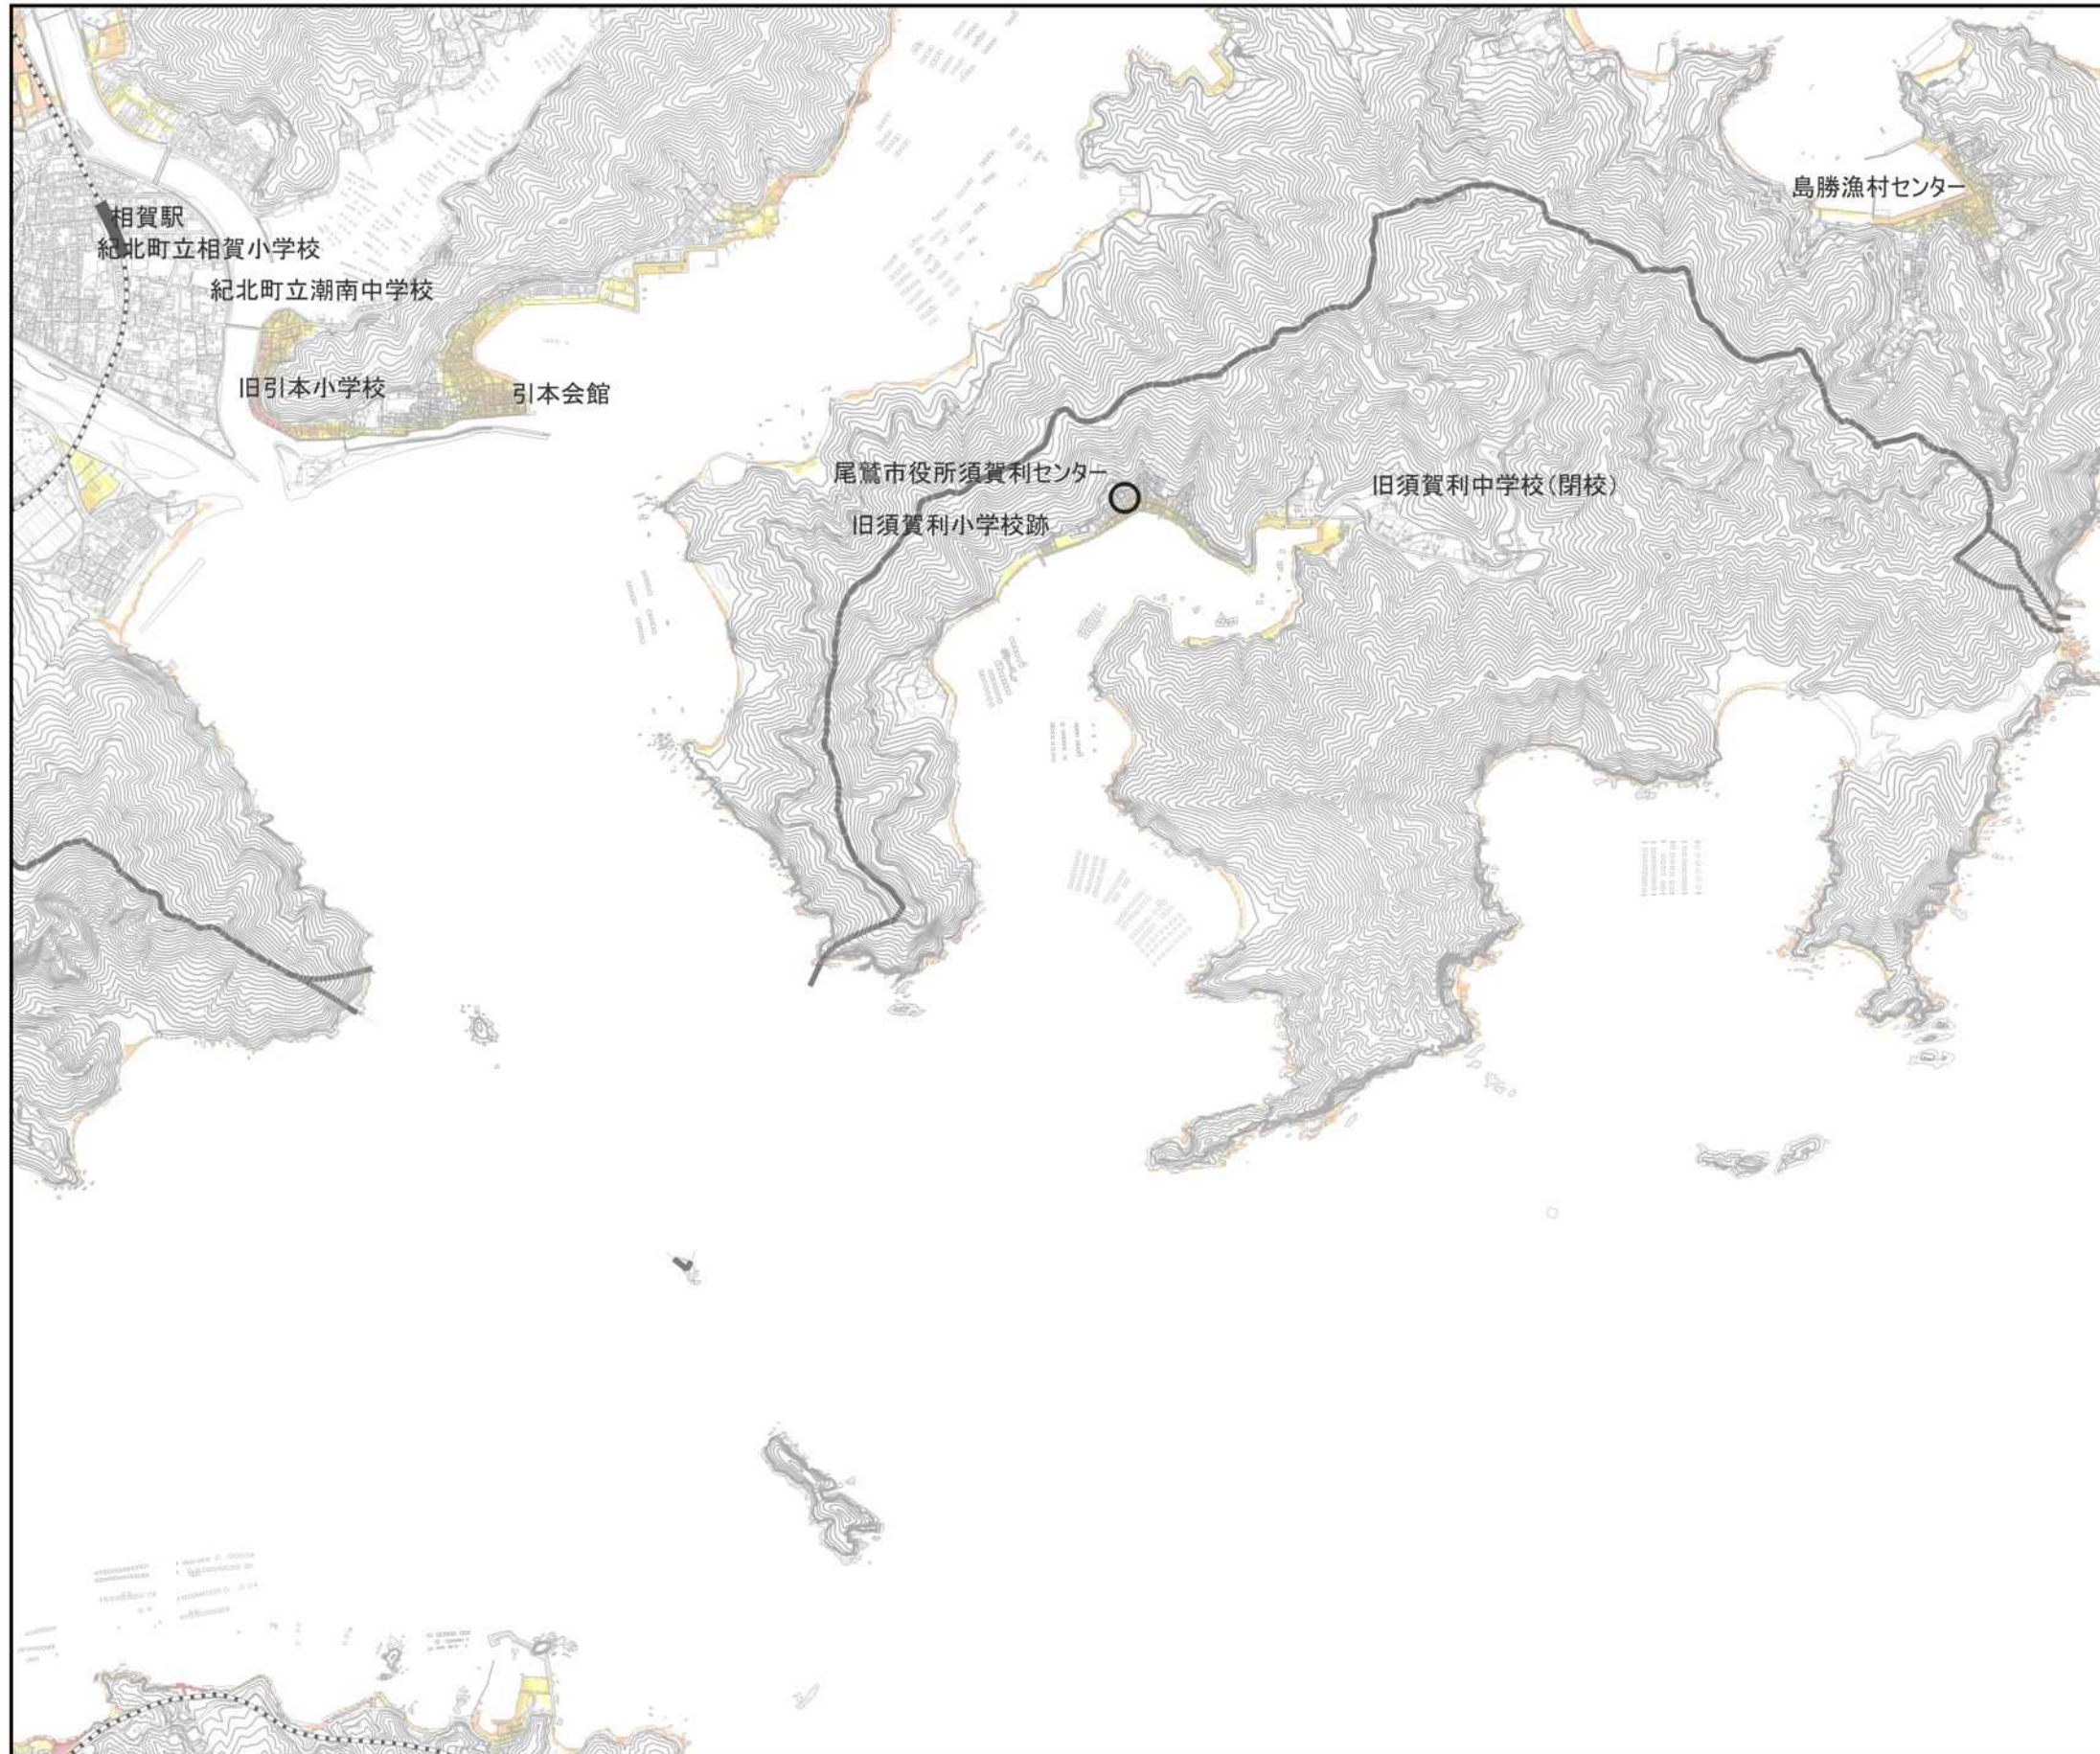 島勝漁村センター
相賀駅
紀北町立相賀小学校
紀北町立潮南中学校
旧引本小学校
引本会館
尾鷲市役所須賀利センター
旧須賀利中学校(閉校)
旧須賀利小学校跡